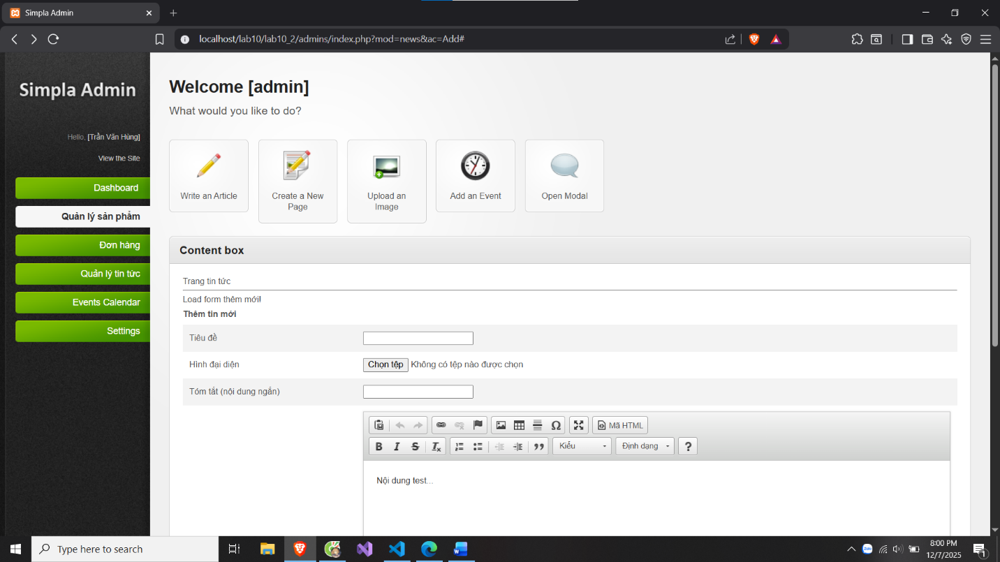 Simpla Admin
localhost/lab10/lab10_2/admins/index.php?mod=news&ac=Add#
Simpla Admin
Hello, [Trần Văn Hùng]
View the Site
Dashboard
Quản lý sản phẩm
Đơn hàng
Quản lý tin tức
Events Calendar
Settings
Welcome [admin]
What would you like to do?
Write an Article
Create a New
Page
Upload an
Image
Add an Event
Open Modal
Content box
Trang tin tức
Load form thêm mới!
Thêm tin mới
Tiêu đề
Hình đại diện
Chọn tệp Không có tệp nào được chọn
Tóm tắt (nội dung ngắn)
Mã HTML
Kiểu
Định dạng
Nội dung test...
Type here to search
Zalo
8:00 PM
12/7/2025
1